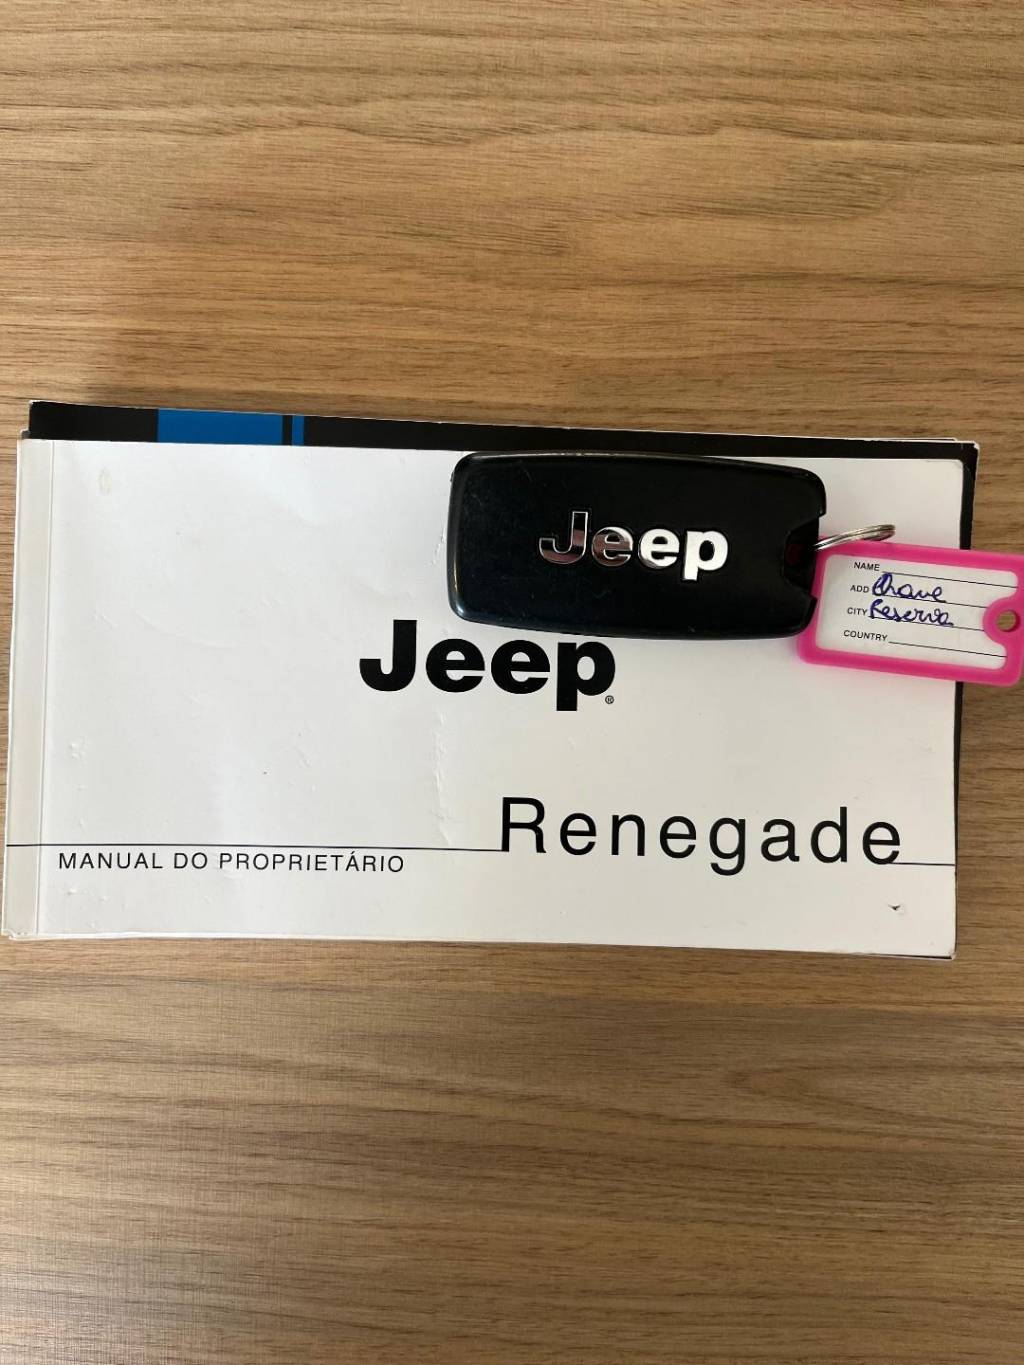 Jeep
NAME
ADD Chave
CITY Reserva
COUNTRY
Jeep®
Renegade
MANUAL DO PROPRIETÁRIO